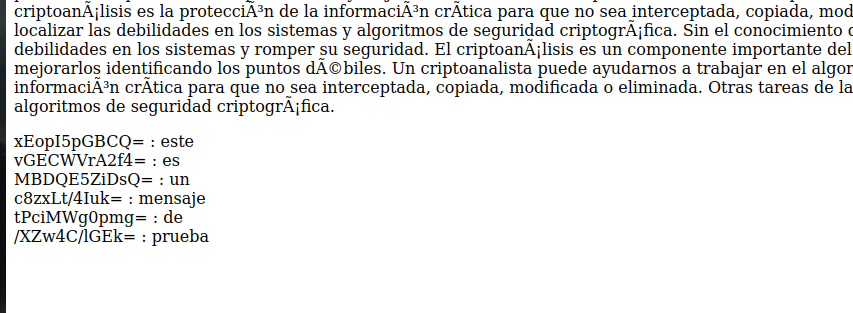 criptoanÃ¡lisis es la protecciÃ³n de la informaciÃ³n crÃtica para que no sea interceptada, copiada, mod
localizar las debilidades en los sistemas y algoritmos de seguridad criptogrÃ¡fica. Sin el conocimiento
debilidades en los sistemas y romper su seguridad. El criptoanÃ¡lisis es un componente importante del
mejorarlos identificando los puntos dÃ©biles. Un criptoanalista puede ayudarnos a trabajar en el algor
informaciÃ³n crÃtica para que no sea interceptada, copiada, modificada o eliminada. Otras tareas de la
algoritmos de seguridad criptogrÃ¡fica.
xEopI5pGBCQ= : este
vGECWVrA2f4= : es
MBDQE5ZiDsQ= : un
c8zxLt/4Iuk= : mensaje
tPciMWg0pmg= : de
/XZw4C/lGEk= : prueba